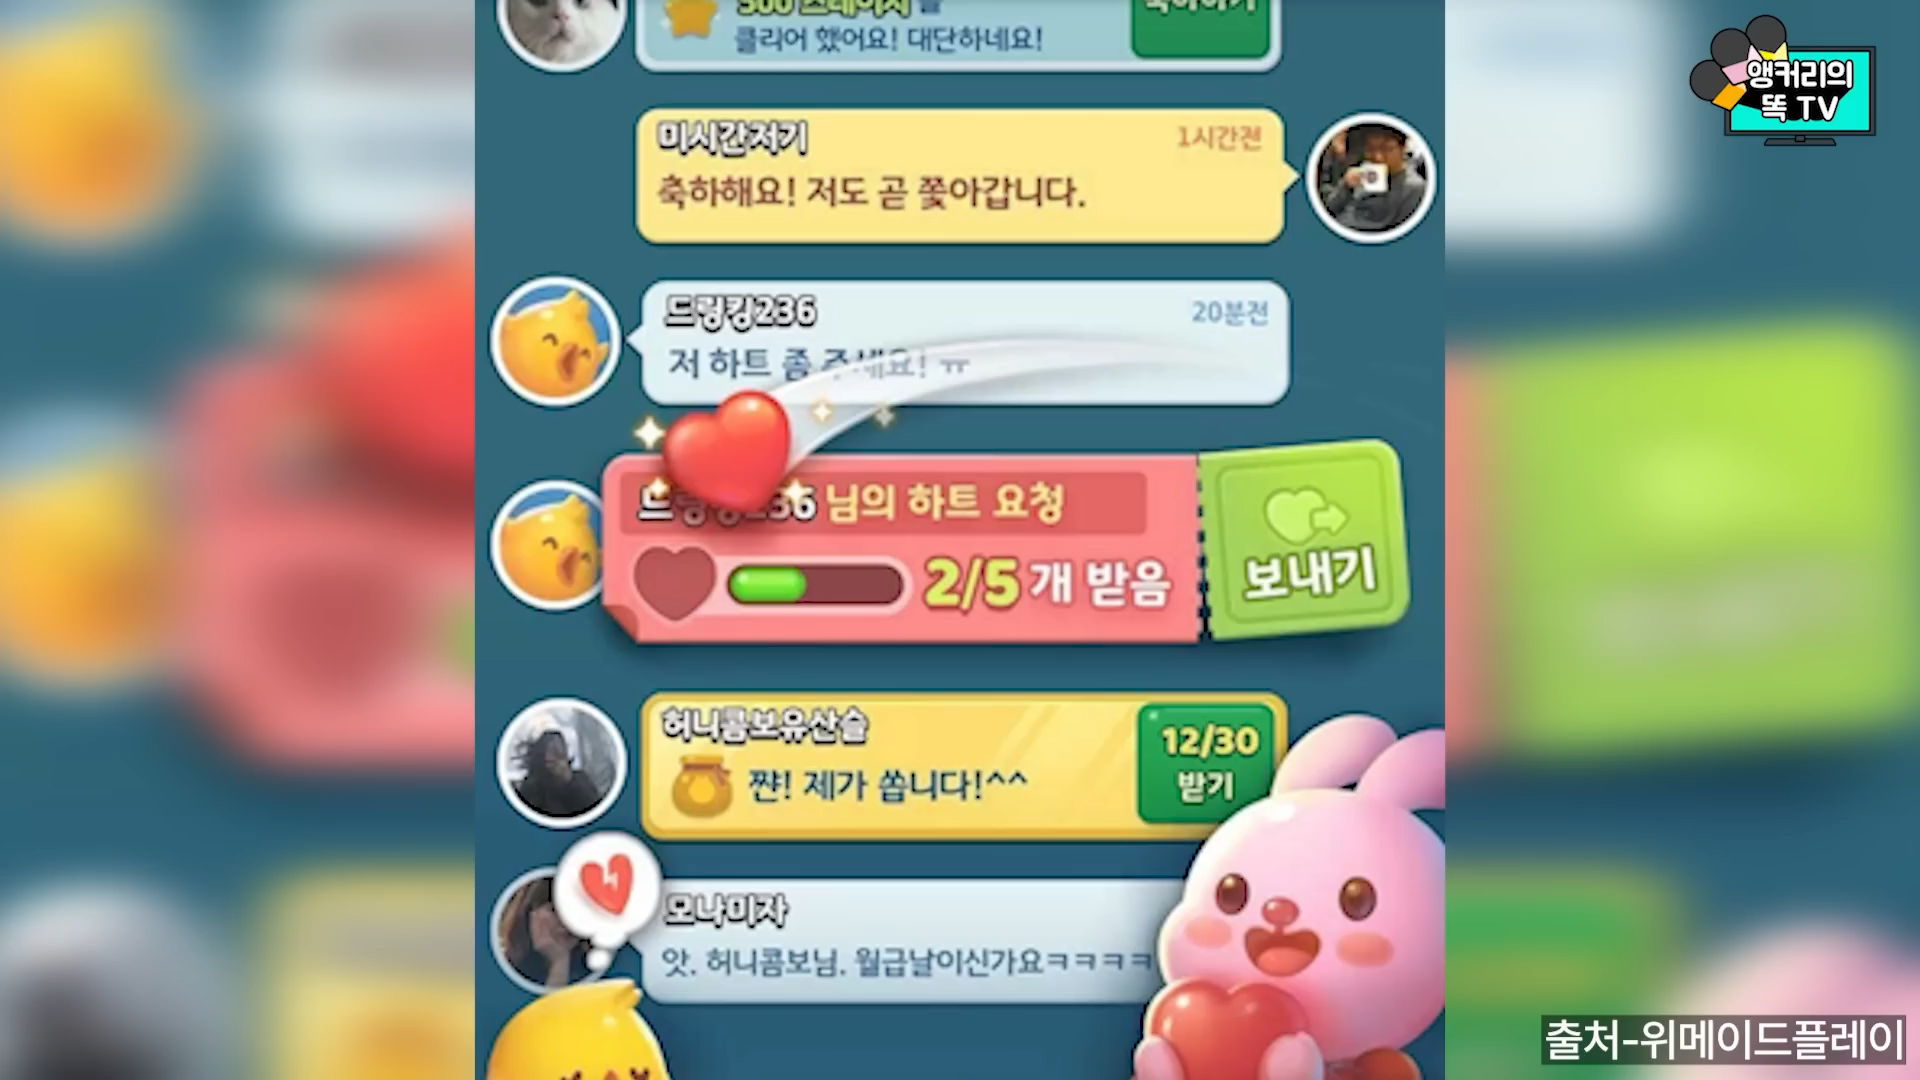 클리어 했어요! 대단하네요!
앵커리의
똑 TV
미시간저기
1시간전
축하해요! 저도 곧 쫓아갑니다.
드링킹236
20분전
저 하트 좀 주세요! ㅠ
님의 하트 요청
2/5 개 받음
보내기
허니콤보유산슬
짠! 제가 쏩니다!^^
12/30
받기
모나미자
앗. 허니콤보님. 월급날이신가요ㅋㅋㅋㅋ
출처-위메이드플레이